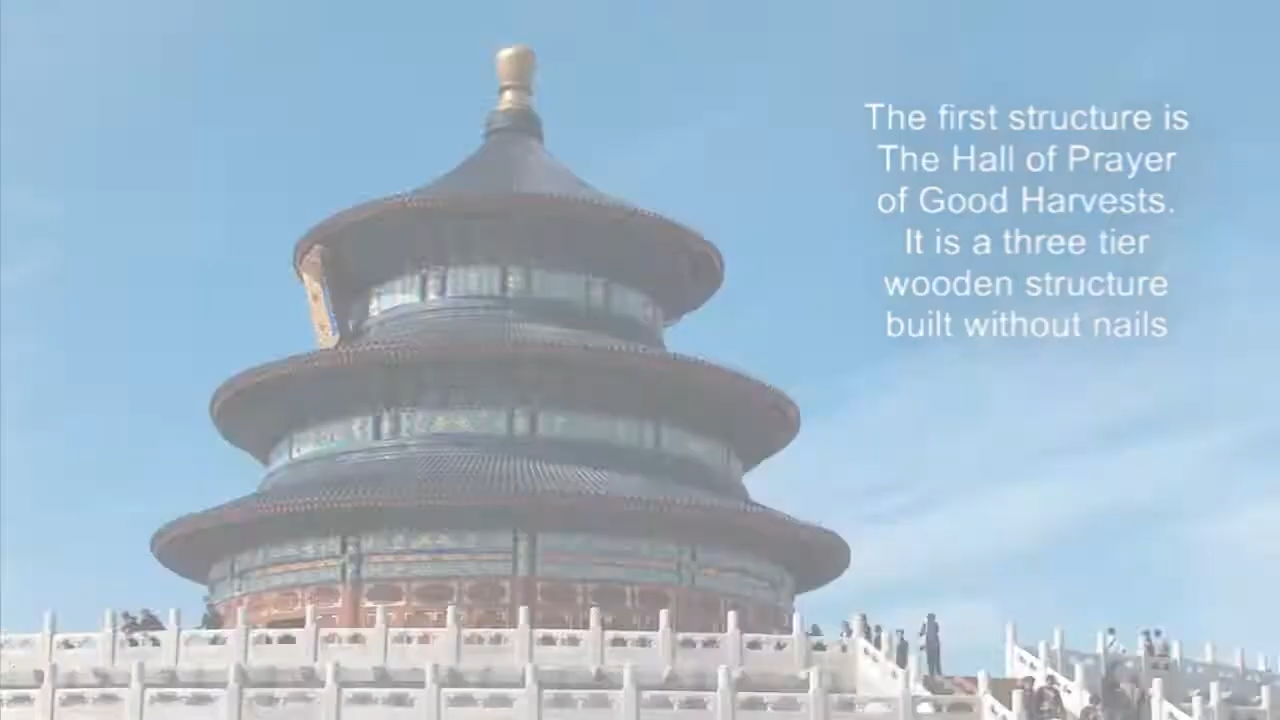 The first structure is
The Hall of Prayer
of Good Harvests.
It is a three tier
wooden structure
built without nails